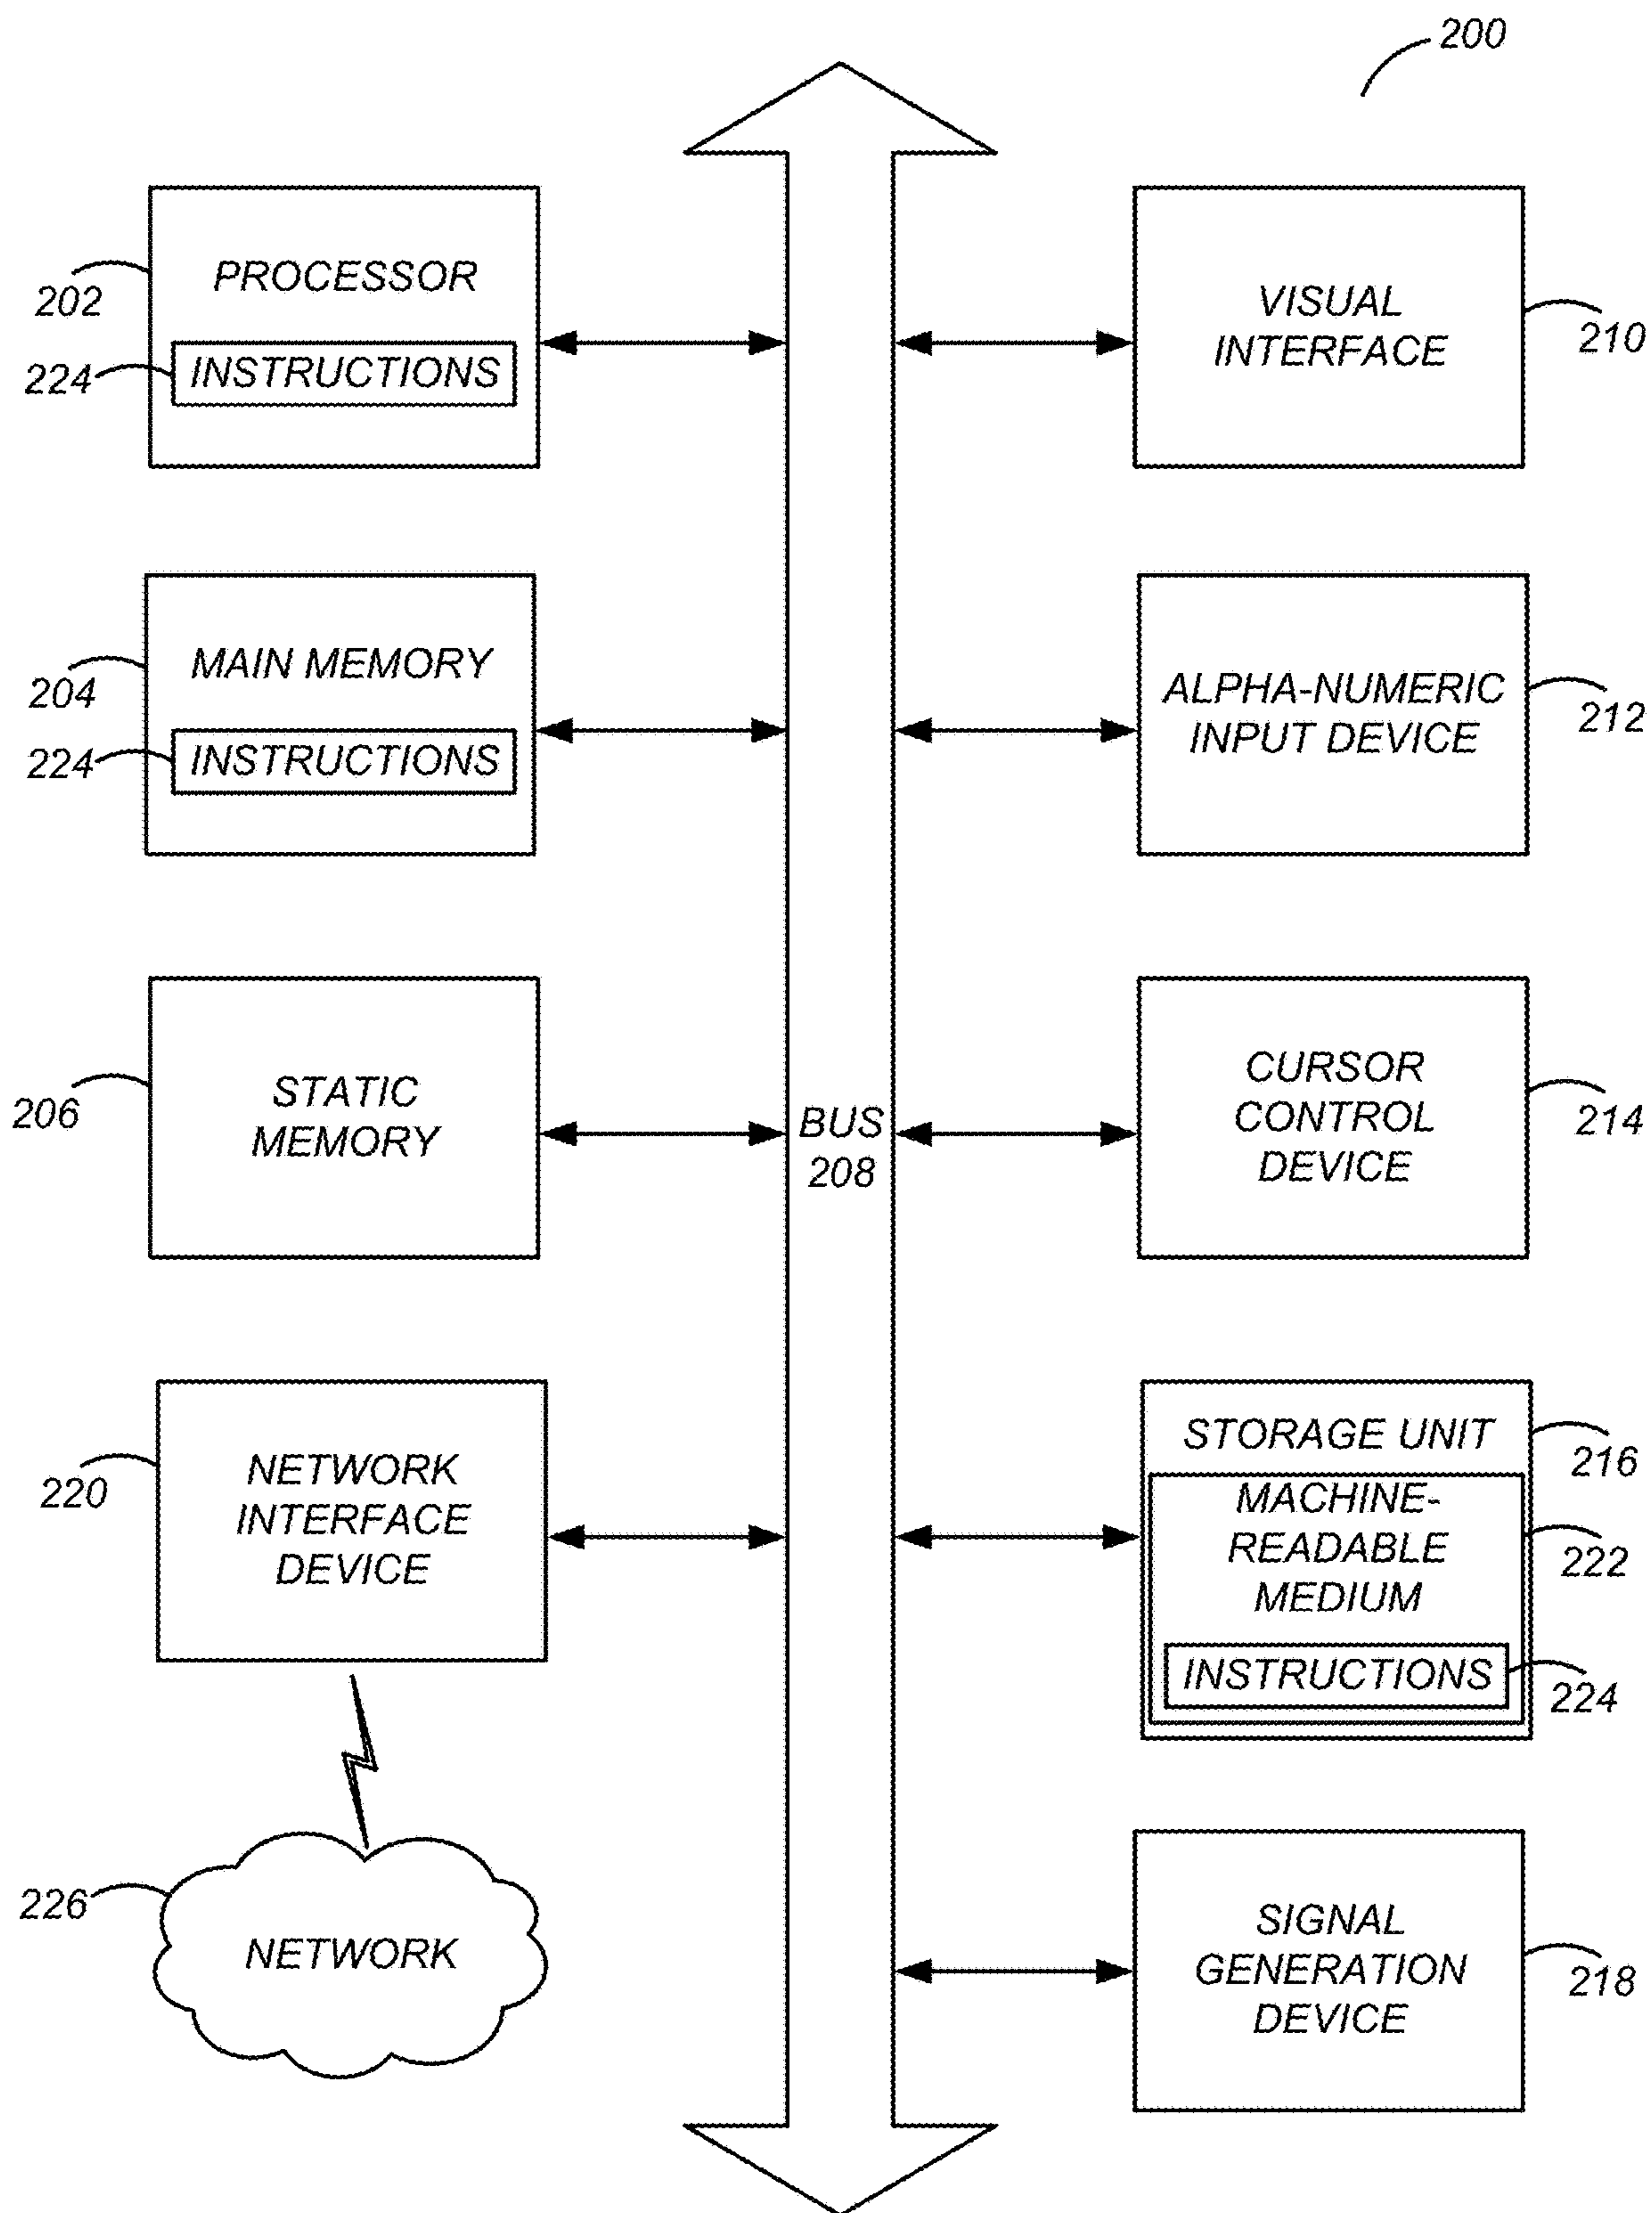 200
PROCESSOR
202
INSTRUCTIONS
224
MAIN MEMORY
204
INSTRUCTIONS
224
STATIC
MEMORY
206
NETWORK
INTERFACE
DEVICE
220
NETWORK
226
BUS
208
VISUAL
INTERFACE
210
ALPHA-NUMERIC
INPUT DEVICE
212
CURSOR
CONTROL
DEVICE
214
STORAGE UNIT
216
MACHINE-
READABLE
MEDIUM
222
INSTRUCTIONS
224
SIGNAL
GENERATION
DEVICE
218